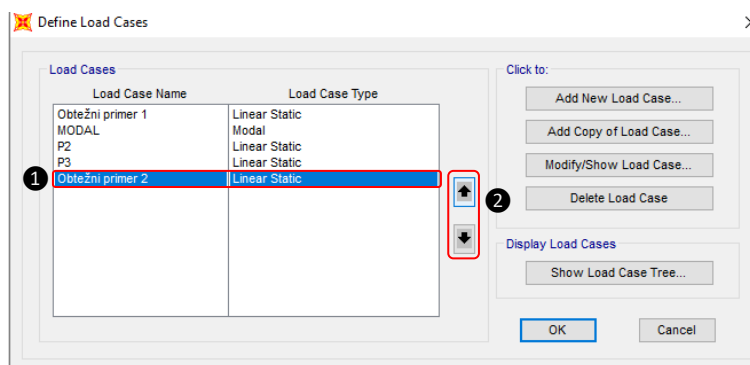 Define Load Cases
Load Cases
Click to:
Load Case Name Load Case Type
Obtežni primer 1 Linear Static
MODAL Modal
P2 Linear Static
P3 Linear Static
1 Obtežni primer 2 Linear Static
2
Add New Load Case...
Add Copy of Load Case...
Modify/Show Load Case...
Delete Load Case
Display Load Cases
Show Load Case Tree...
OK Cancel